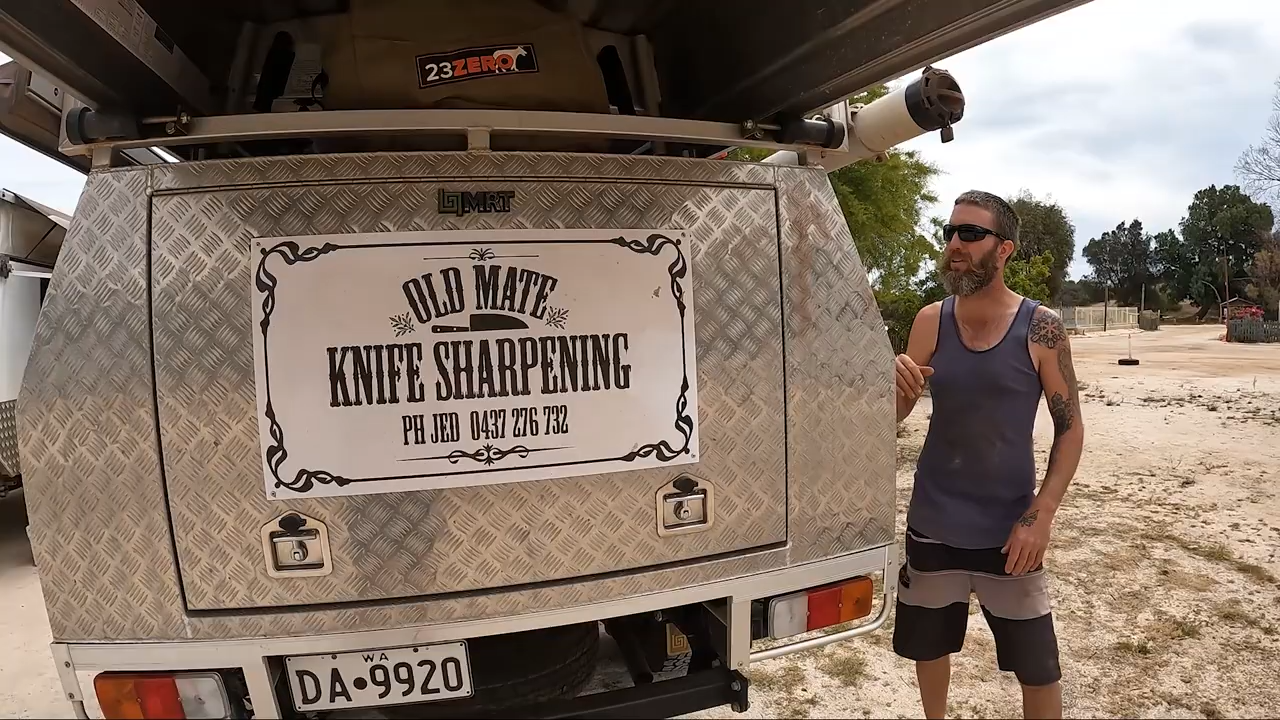 23ZERO
MRT
OLD MATE
KNIFE SHARPENING
PH JED 0437 276 732
WA
DA•9920